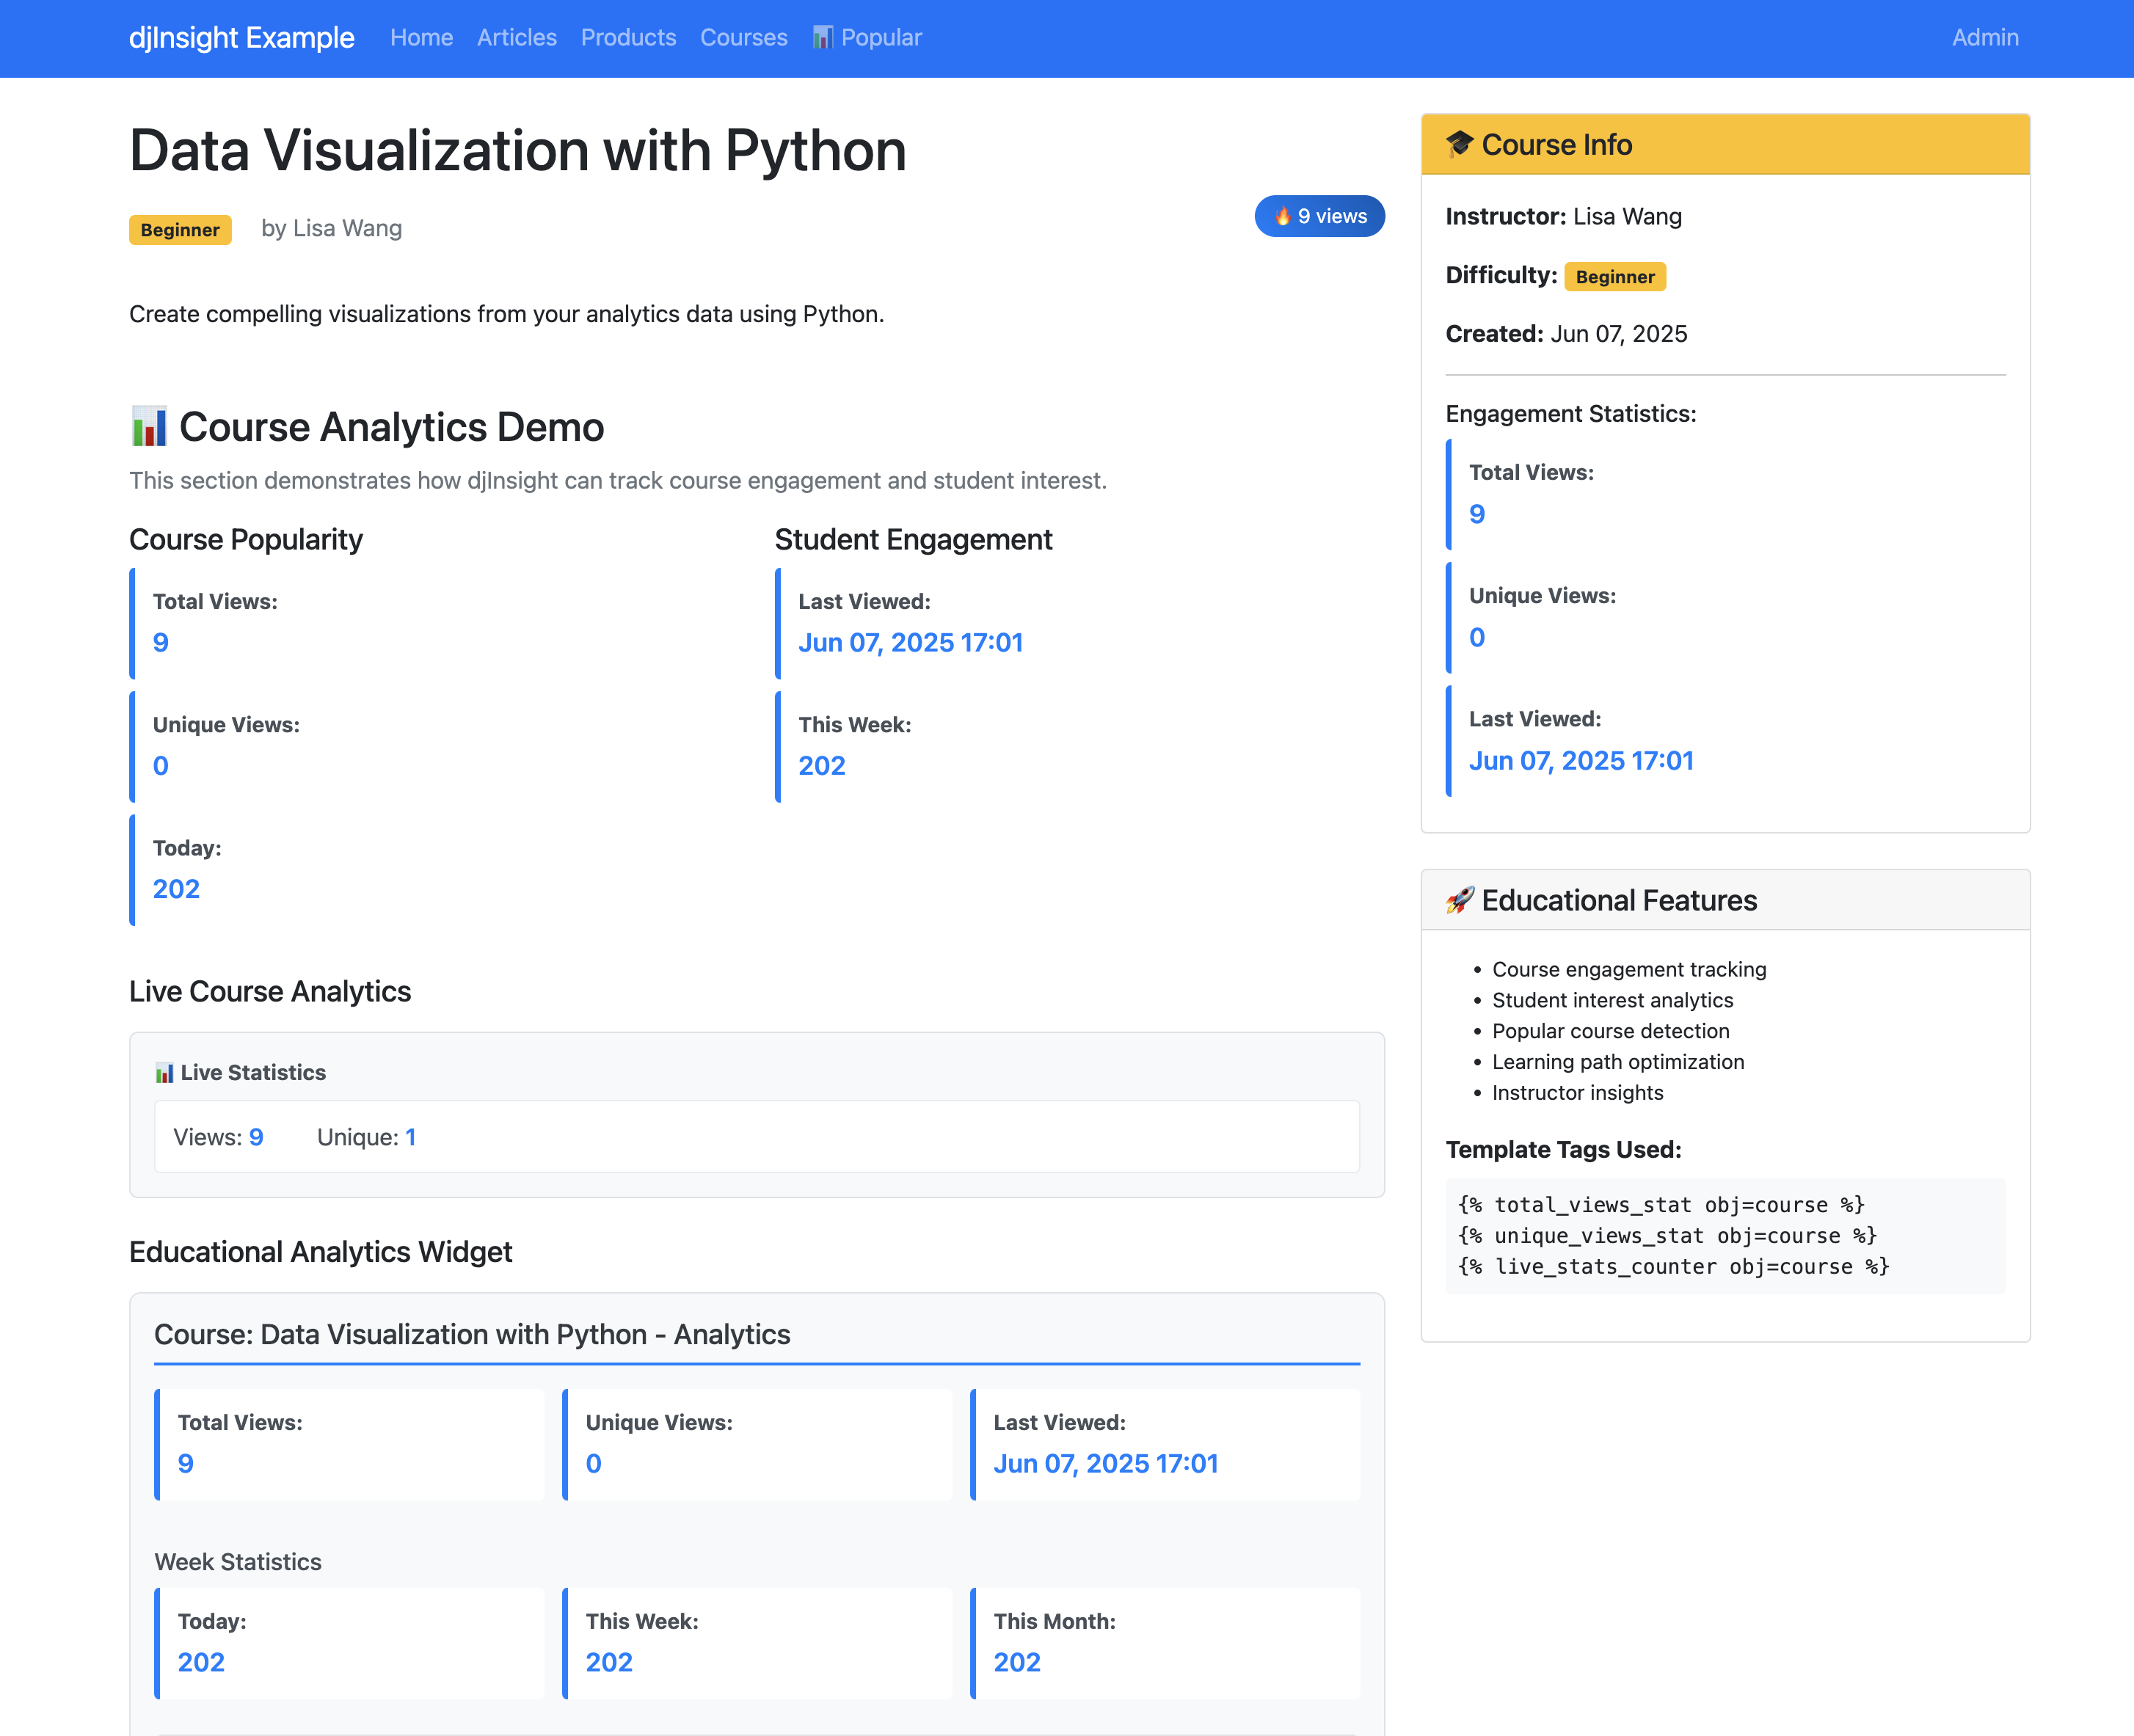 djInsight Example Home Articles Products Courses 📊 Popular Admin
Data Visualization with Python
Beginner by Lisa Wang
🔥 9 views
Create compelling visualizations from your analytics data using Python.
📊 Course Analytics Demo
This section demonstrates how djInsight can track course engagement and student interest.
Course Popularity
Total Views:
9
Unique Views:
0
Today:
202
Student Engagement
Last Viewed:
Jun 07, 2025 17:01
This Week:
202
Live Course Analytics
📊 Live Statistics
Views: 9 Unique: 1
Educational Analytics Widget
Course: Data Visualization with Python - Analytics
Total Views:
9
Unique Views:
0
Last Viewed:
Jun 07, 2025 17:01
Week Statistics
Today:
202
This Week:
202
This Month:
202
🎓 Course Info
Instructor: Lisa Wang
Difficulty: Beginner
Created: Jun 07, 2025
Engagement Statistics:
Total Views:
9
Unique Views:
0
Last Viewed:
Jun 07, 2025 17:01
🚀 Educational Features
• Course engagement tracking
• Student interest analytics
• Popular course detection
• Learning path optimization
• Instructor insights
Template Tags Used:
{% total_views_stat obj=course %}
{% unique_views_stat obj=course %}
{% live_stats_counter obj=course %}